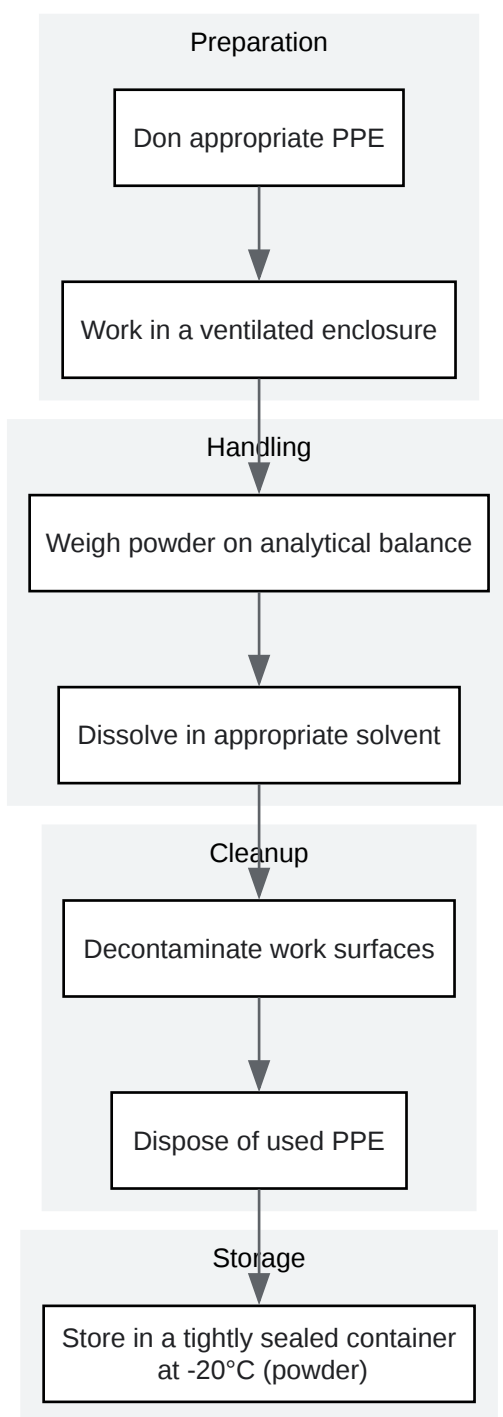 Preparation
Don appropriate PPE
Work in a ventilated enclosure
Handling
Weigh powder on analytical balance
Dissolve in appropriate solvent
Cleanup
Decontaminate work surfaces
Dispose of used PPE
Storage
Store in a tightly sealed container
at -20°C (powder)